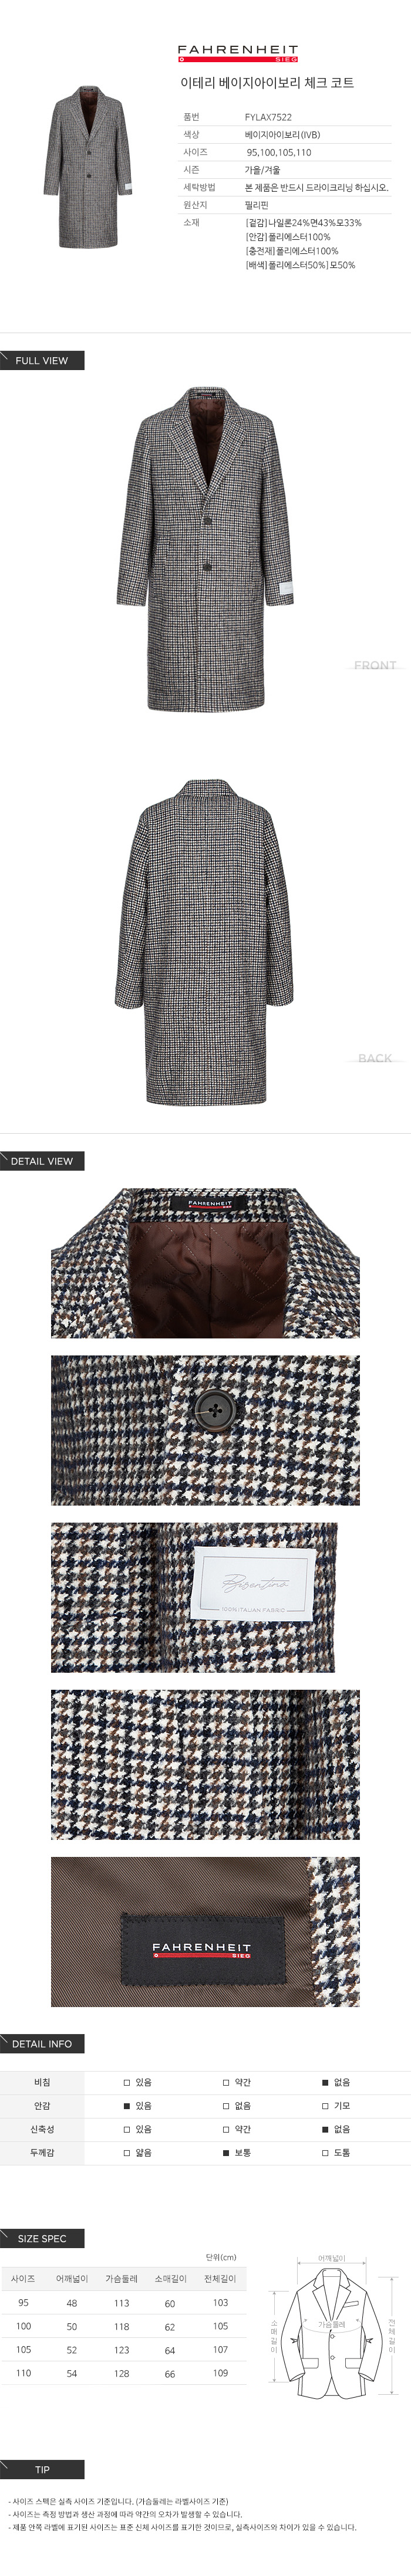 FAHRENHEIT
SIEG
이테리 베이지아이보리 체크 코트
품번 FYLAX7522
색상 베이지아이보리(IVB)
사이즈 95,100,105,110
시즌 가을/겨울
세탁방법 본 제품은 반드시 드라이크리닝 하십시오.
원산지 필리핀
소재 [겉감]나일론24%면43%모33%
[안감]폴리에스터100%
[충전재]폴리에스터100%
[배색]폴리에스터50%]모50%
FULL VIEW
FRONT
BACK
DETAIL VIEW
FAHRENHEIT
SIEG
100% ITALIAN FABRIC
FAHRENHEIT
SIEG
DETAIL INFO
비침 있음 약간 없음
안감 있음 없음 기모
신축성 있음 약간 없음
두께감 얇음 보통 도톰
SIZE SPEC
단위(cm)
사이즈 어깨넓이 가슴둘레 소매길이 전체길이
95 48 113 60 103
100 50 118 62 105
105 52 123 64 107
110 54 128 66 109
어깨넓이
가슴둘레
소매길이
전체길이
TIP
- 사이즈 스펙은 실측 사이즈 기준입니다. (가슴둘레는 라벨사이즈 기준)
- 사이즈는 측정 방법과 생산 과정에 따라 약간의 오차가 발생할 수 있습니다.
- 제품 안쪽 라벨에 표기된 사이즈는 표준 신체 사이즈를 표기한 것이므로, 실측사이즈와 차이가 있을 수 있습니다.